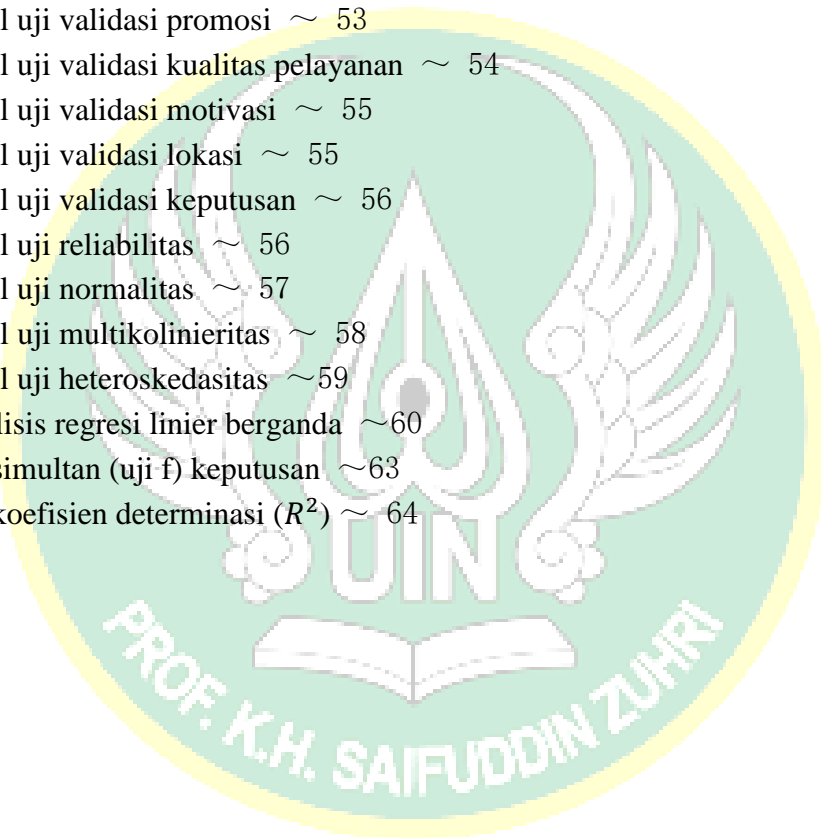 l uji validasi promosi ～ 53
l uji validasi kualitas pelayanan ～ 54
l uji validasi motivasi ～ 55
l uji validasi lokasi ～ 55
l uji validasi keputusan ～ 56
l uji reliabilitas ～ 56
l uji normalitas ～ 57
l uji multikolinieritas ～ 58
l uji heteroskedasitas ～59
lisis regresi linier berganda ～60
simultan (uji f) keputusan ～63
koefisien determinasi (𝑅²) ～ 64
UIN
PROF. K.H. SAIFUDDIN ZUHRI